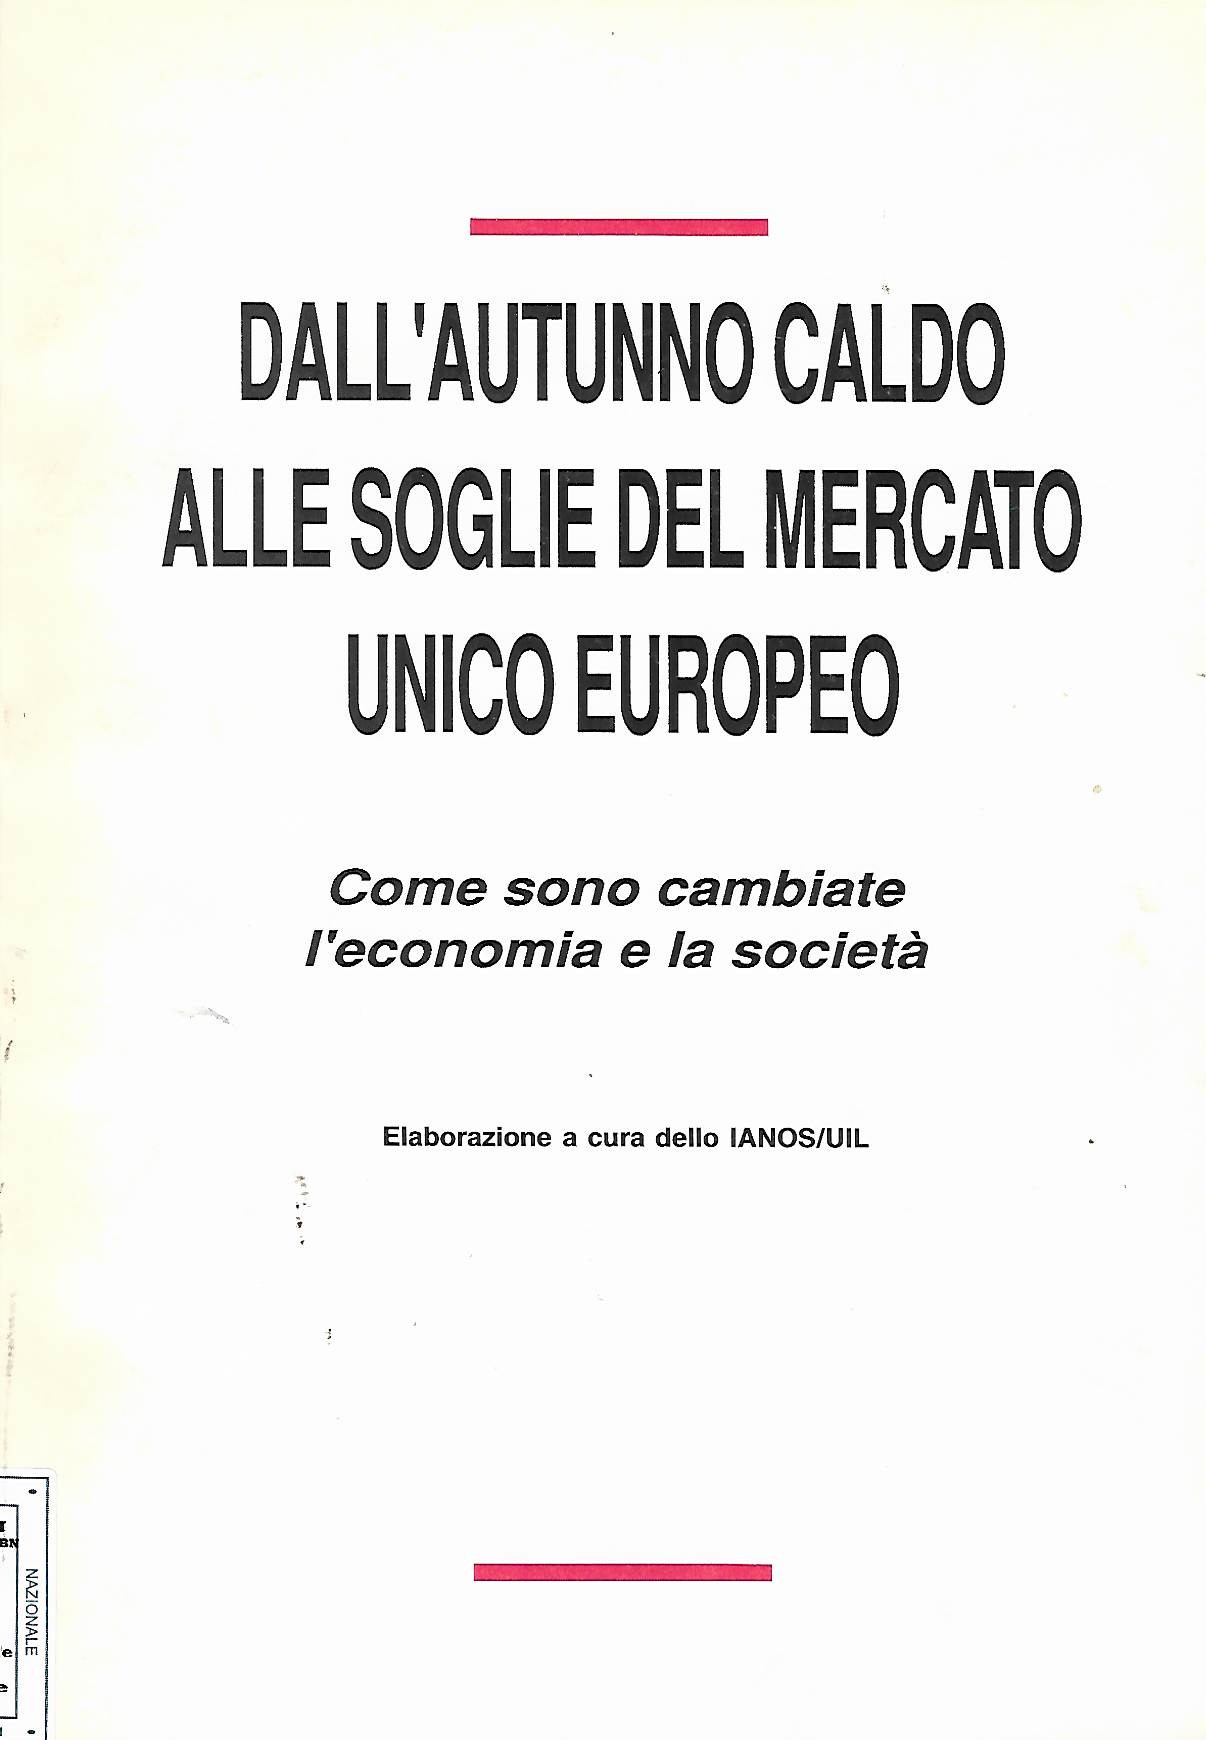 DALL'AUTUNNO CALDO
ALLE SOGLIE DEL MERCATO
UNICO EUROPEO
Come sono cambiate
l'economia e la società
Elaborazione a cura dello IANOS/UIL
NAZIONALE